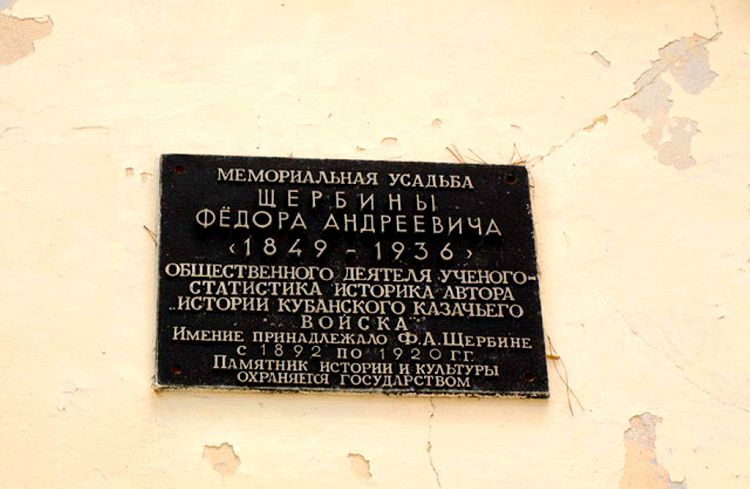 МЕМОРИАЛЬНАЯ УСАДЬБА
ЩЕРБИНЫ
ФЁДОРА АНДРЕЕВИЧА
‹1849 – 1936›
ОБЩЕСТВЕННОГО ДЕЯТЕЛЯ УЧЕНОГО-
СТАТИСТИКА ИСТОРИКА АВТОРА
„ИСТОРИИ КУБАНСКОГО КАЗАЧЬЕГО
ВОЙСКА"
ИМЕНИЕ ПРИНАДЛЕЖАЛО Ф.А.ЩЕРБИНЕ
С 1892 ПО 1920 Г.Г.
ПАМЯТНИК ИСТОРИИ И КУЛЬТУРЫ
ОХРАНЯЕТСЯ ГОСУДАРСТВОМ